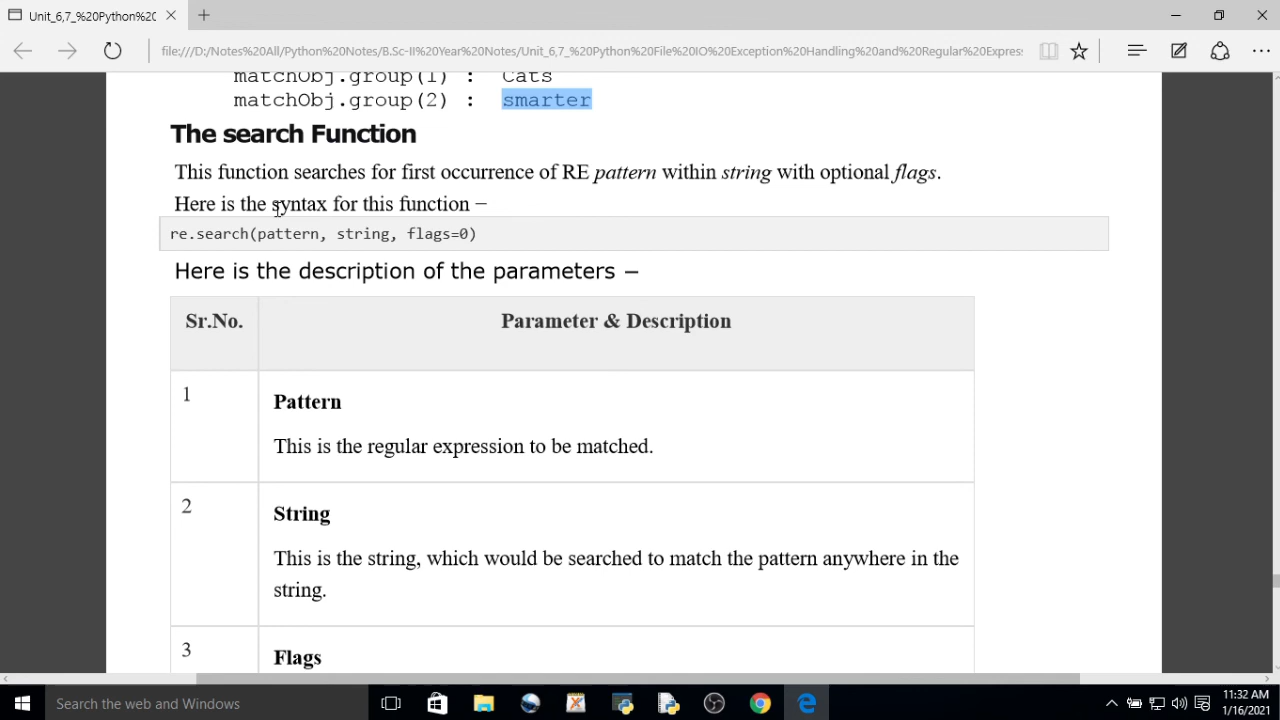 Unit_6,7_Python%20
file:///D:/Notes%20All/Python%20Notes/B.Sc-II%20Year%20Notes/Unit_6,7_%20Python%20File%20IO%20Exception%20Handling%20and%20Regular%20Express
matchObj.group(1) : Cats
matchObj.group(2) : smarter
The search Function
This function searches for first occurrence of RE pattern within string with optional flags.
Here is the syntax for this function −
re.search(pattern, string, flags=0)
Here is the description of the parameters −
Sr.No. Parameter & Description
1 Pattern
This is the regular expression to be matched.
2 String
This is the string, which would be searched to match the pattern anywhere in the
string.
3 Flags
Search the web and Windows
11:32 AM
1/16/2021